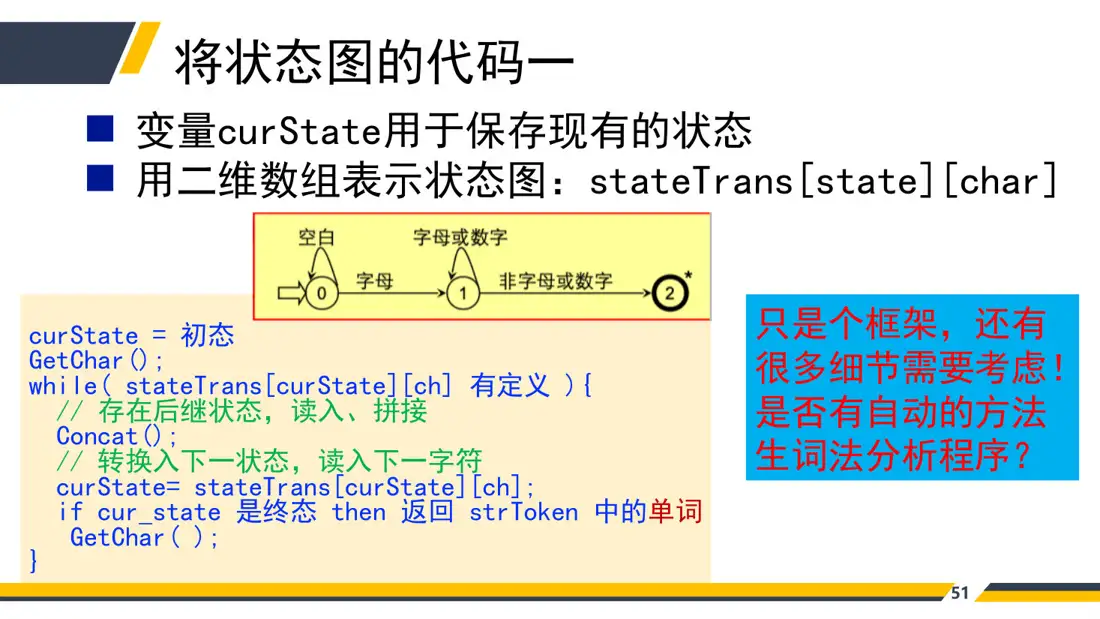 将状态图的代码一
变量curState用于保存现有的状态
用二维数组表示状态图：stateTrans[state][char]
空白
字母或数字
字母
非字母或数字
*
0
1
2
curState = 初态
GetChar();
while( stateTrans[curState][ch] 有定义 ){
// 存在后继状态，读入、拼接
Concat();
// 转换入下一状态，读入下一字符
curState= stateTrans[curState][ch];
if cur_state 是终态 then 返回 strToken 中的单词
GetChar( );
}
只是个框架，还有
很多细节需要考虑！
是否有自动的方法
生词法分析程序？
51